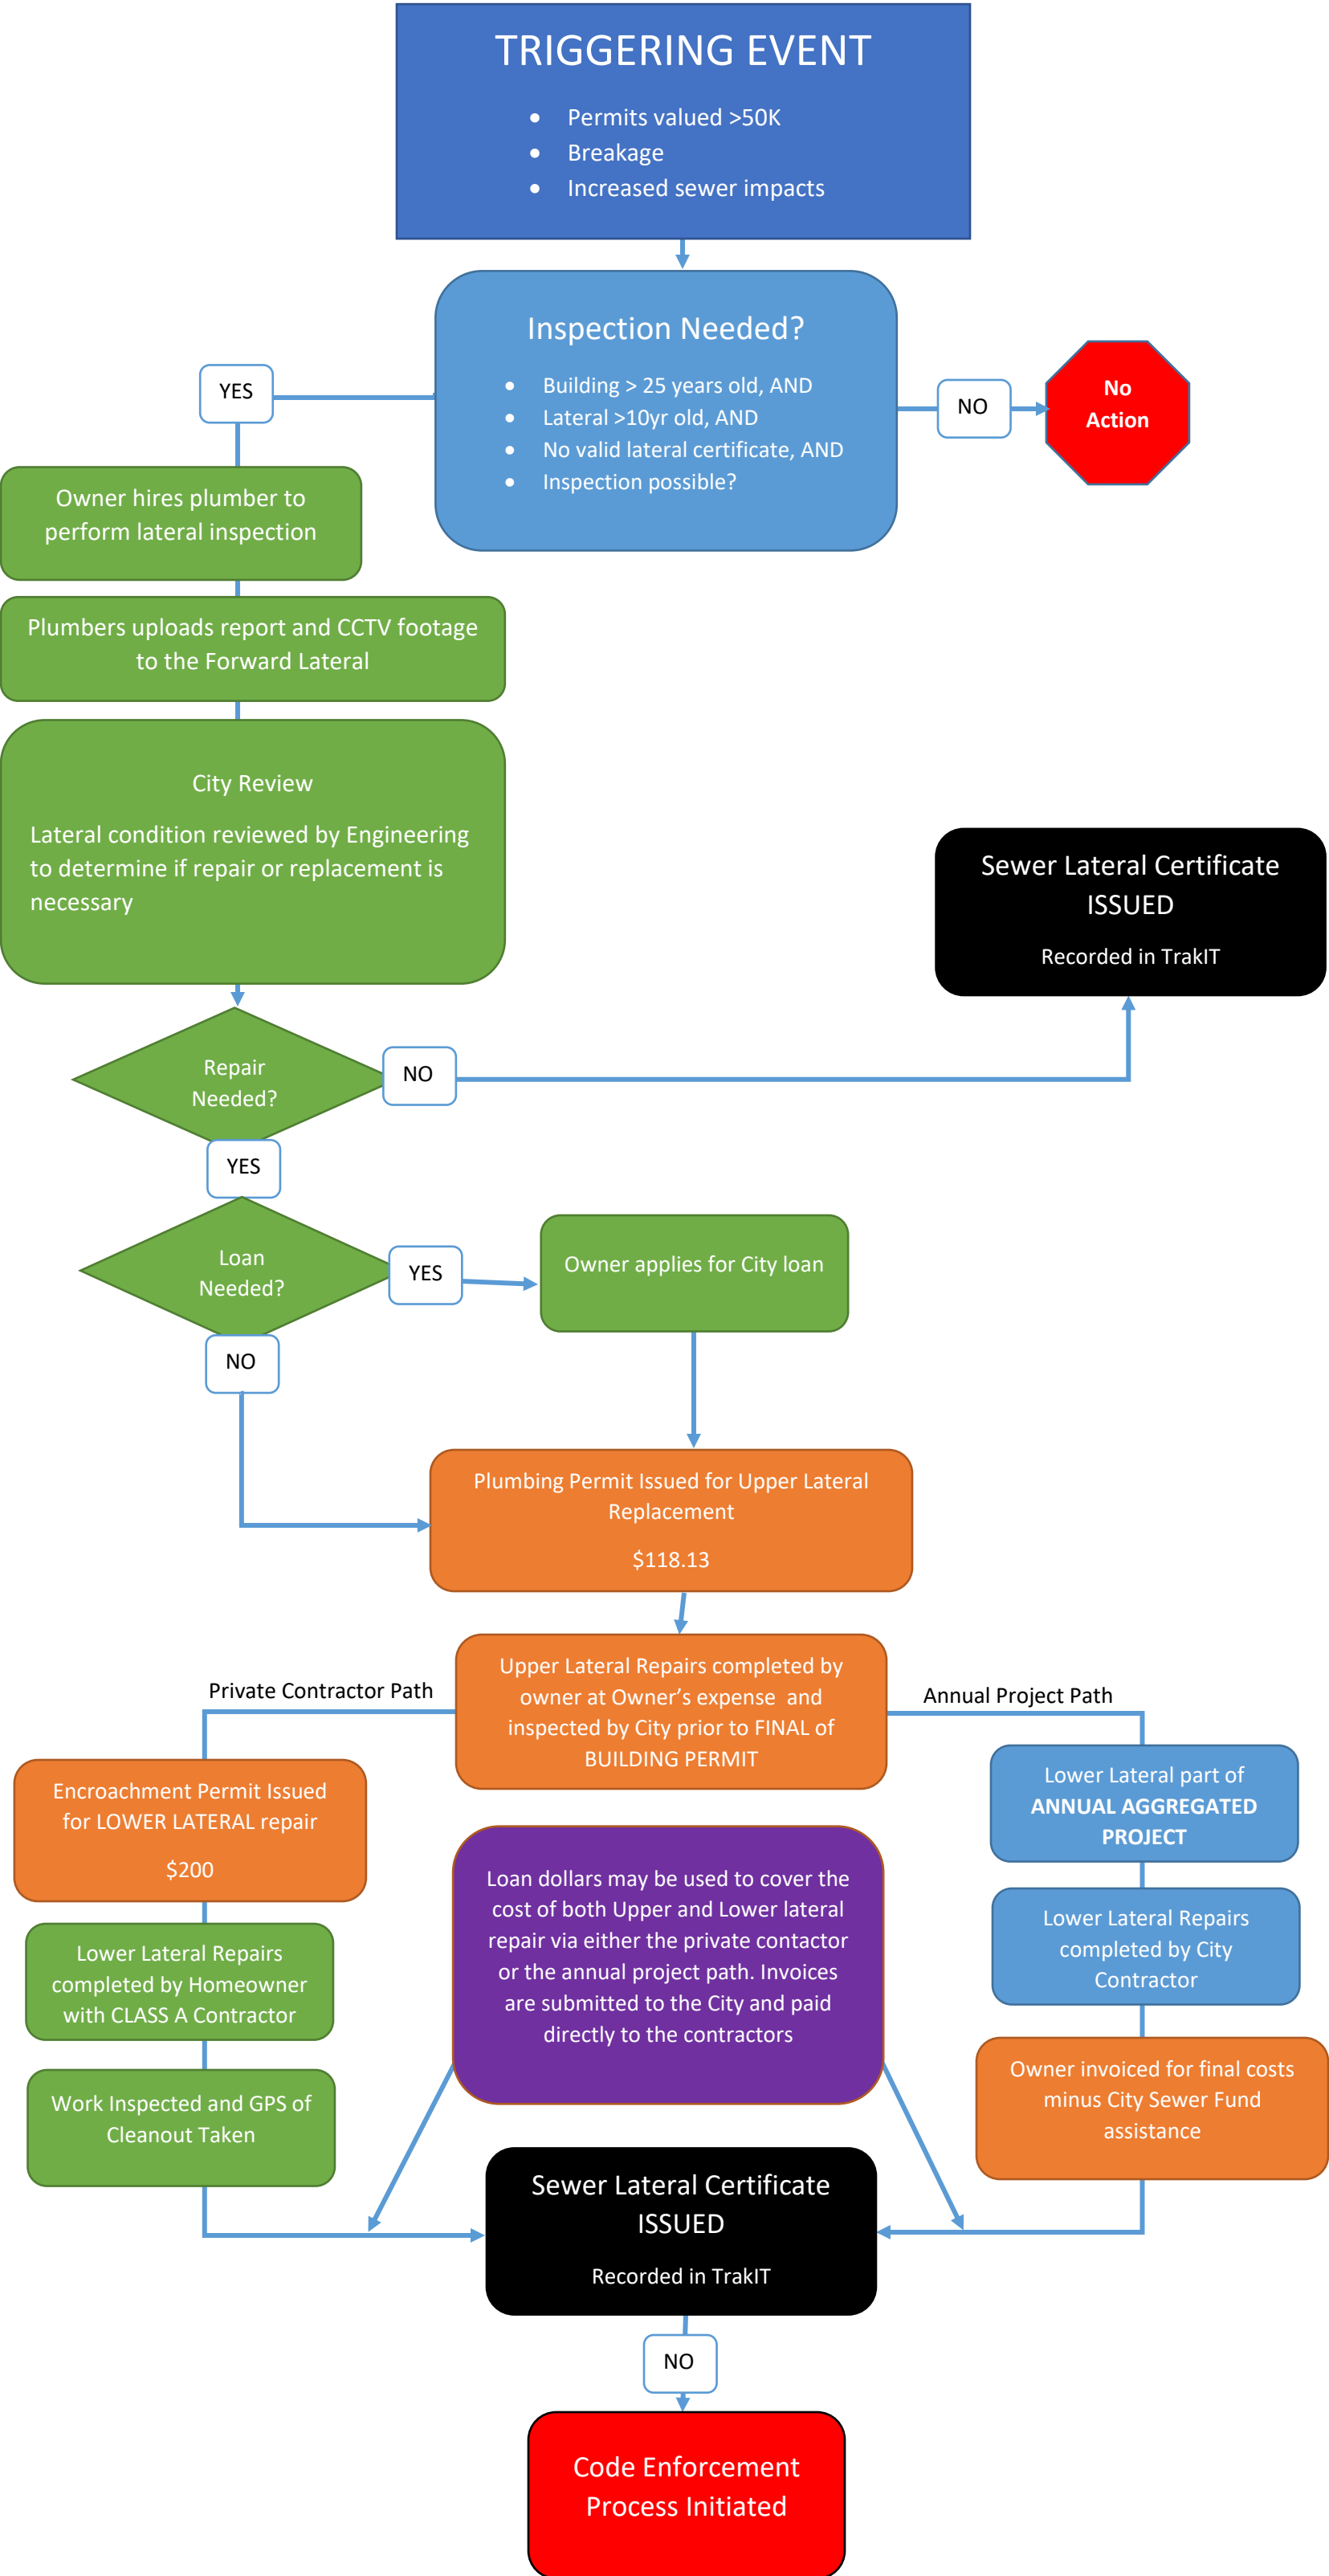 TRIGGERING EVENT
• Permits valued >50K
• Breakage
• Increased sewer impacts
Inspection Needed?
• Building > 25 years old, AND
• Lateral >10yr old, AND
• No valid lateral certificate, AND
• Inspection possible?
YES
NO
No
Action
Owner hires plumber to
perform lateral inspection
Plumbers uploads report and CCTV footage
to the Forward Lateral
City Review
Lateral condition reviewed by Engineering
to determine if repair or replacement is
necessary
Sewer Lateral Certificate
ISSUED
Recorded in TrakIT
Repair
Needed?
NO
YES
Loan
Needed?
YES
Owner applies for City loan
NO
Plumbing Permit Issued for Upper Lateral
Replacement
$118.13
Upper Lateral Repairs completed by
owner at Owner’s expense and
inspected by City prior to FINAL of
BUILDING PERMIT
Private Contractor Path
Annual Project Path
Encroachment Permit Issued
for LOWER LATERAL repair
$200
Lower Lateral Repairs
completed by Homeowner
with CLASS A Contractor
Work Inspected and GPS of
Cleanout Taken
Loan dollars may be used to cover the
cost of both Upper and Lower lateral
repair via either the private contactor
or the annual project path. Invoices
are submitted to the City and paid
directly to the contractors
Lower Lateral part of
ANNUAL AGGREGATED
PROJECT
Lower Lateral Repairs
completed by City
Contractor
Owner invoiced for final costs
minus City Sewer Fund
assistance
Sewer Lateral Certificate
ISSUED
Recorded in TrakIT
NO
Code Enforcement
Process Initiated